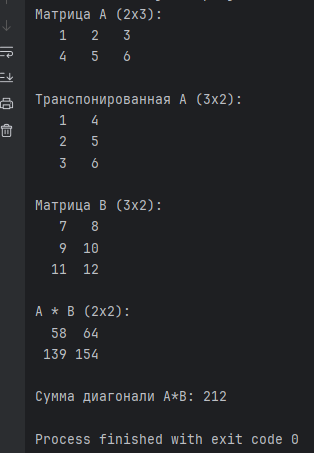 Матрица A (2x3):
1 2 3
4 5 6
Транспонированная A (3x2):
1 4
2 5
3 6
Матрица B (3x2):
7 8
9 10
11 12
A * B (2x2):
58 64
139 154
Сумма диагонали A*B: 212
Process finished with exit code 0